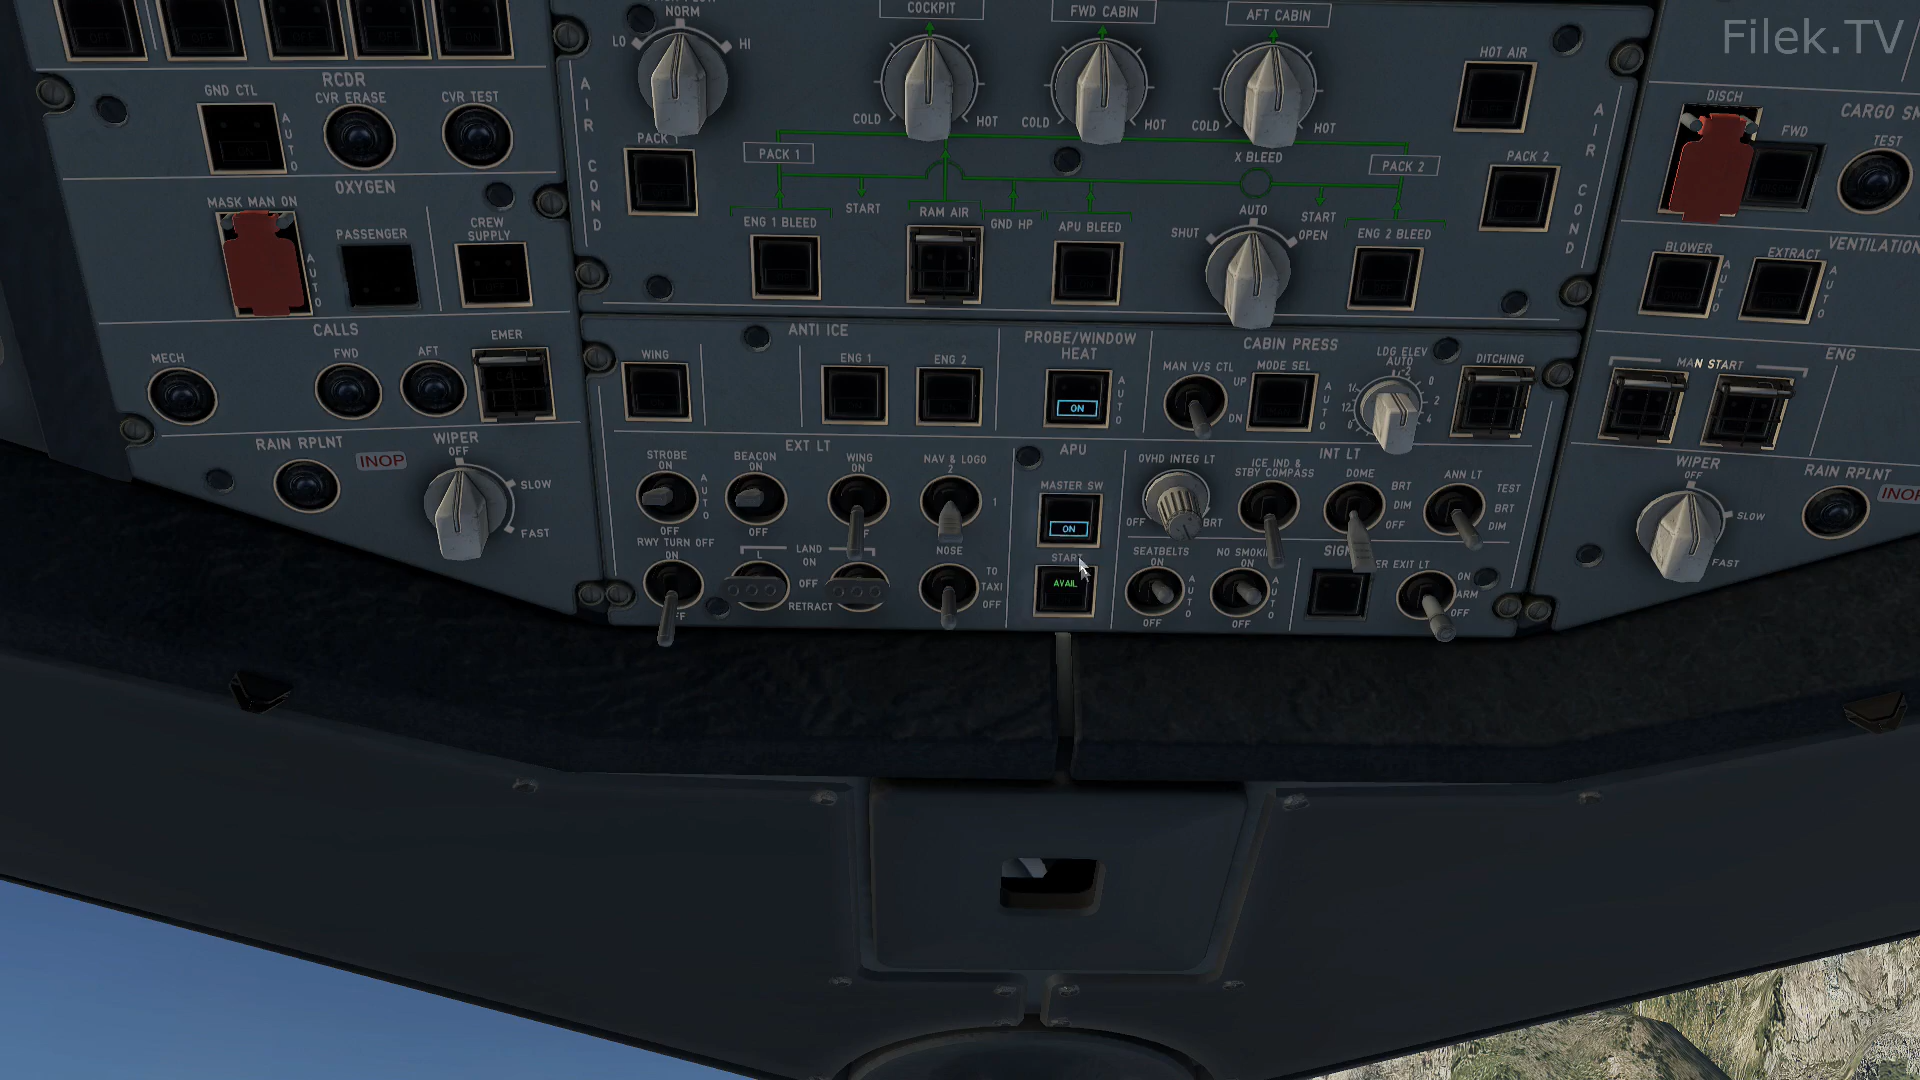 Filek.TV
NORM
LO
HI
COCKPIT
FWD CABIN
AFT CABIN
HOT AIR
RCDR
GND CTL
CVR ERASE
CVR TEST
AUTO
AIR COND
COLD
HOT
COLD
HOT
COLD
HOT
AIR COND
DISCH
CARGO SM
FWD
TEST
PACK 1
PACK 1
X BLEED
PACK 2
PACK 2
OXYGEN
MASK MAN ON
PASSENGER
CREW SUPPLY
AUTO
ENG 1 BLEED
START
RAM AIR
GND HP
APU BLEED
AUTO
SHUT
OPEN
START
ENG 2 BLEED
BLOWER
AUTO
EXTRACT
AUTO
VENTILATION
CALLS
MECH
FWD
AFT
EMER
ANTI ICE
WING
ENG 1
ENG 2
PROBE/WINDOW HEAT
ON
AUTO
CABIN PRESS
MAN V/S CTL
UP
DN
MODE SEL
AUTO
LDG ELEV
AUTO
-2
0
2
4
14
12
DITCHING
MAN START
ENG
RAIN RPLNT
INOP
WIPER
OFF
SLOW
FAST
EXT LT
STROBE
ON
AUTO
OFF
BEACON
ON
OFF
WING
ON
NAV & LOGO
2
1
RWY TURN OFF
ON
L
LAND
ON
OFF
RETRACT
NOSE
TO
TAXI
OFF
APU
MASTER SW
ON
START
AVAIL
INT LT
OVHD INTEG LT
OFF
BRT
ICE IND &
STBY COMPASS
DOME
BRT
DIM
OFF
ANN LT
TEST
BRT
DIM
SEATBELTS
ON
AUTO
OFF
ON
AUTO
OFF
ON
ARM
OFF
WIPER
OFF
SLOW
FAST
RAIN RPLNT